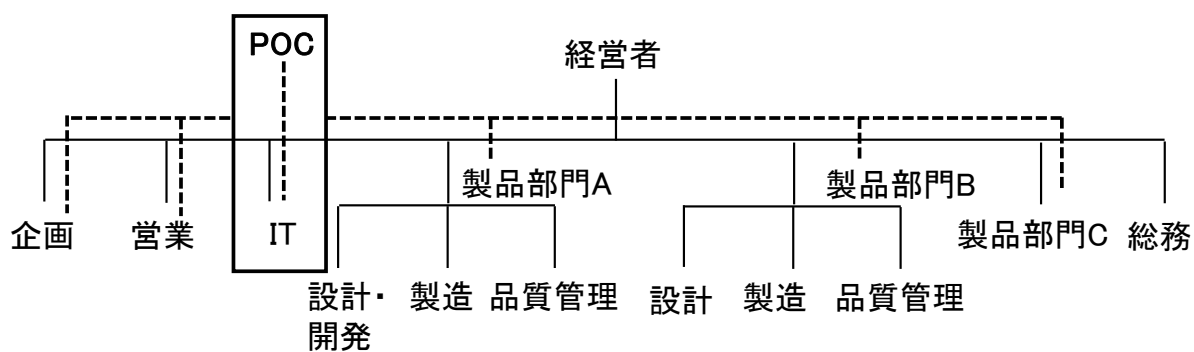 POC
経営者
製品部門A
製品部門B
企画
営業
IT
製品部門C
総務
設計・
開発
製造
品質管理
設計
製造
品質管理